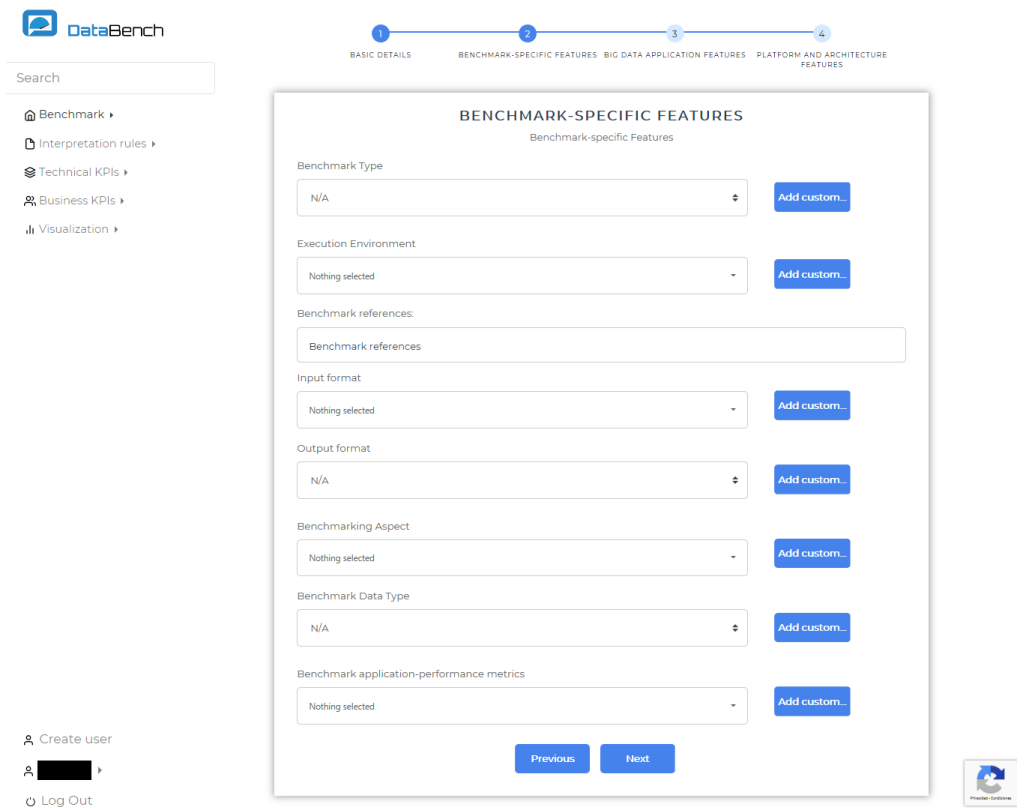 DataBench
Search
Benchmark
Interpretation rules
Technical KPIs
Business KPIs
Visualization
Create user
Log Out
1
2
3
4
BASIC DETAILS
BENCHMARK-SPECIFIC FEATURES
BIG DATA APPLICATION FEATURES
PLATFORM AND ARCHITECTURE
FEATURES
BENCHMARK-SPECIFIC FEATURES
Benchmark-specific Features
Benchmark Type
N/A
Add custom...
Execution Environment
Nothing selected
Add custom...
Benchmark references:
Benchmark references
Input format
Nothing selected
Add custom...
Output format
N/A
Add custom...
Benchmarking Aspect
Nothing selected
Add custom...
Benchmark Data Type
N/A
Add custom...
Benchmark application-performance metrics
Nothing selected
Add custom...
Previous
Next
Privacidad - Condiciones